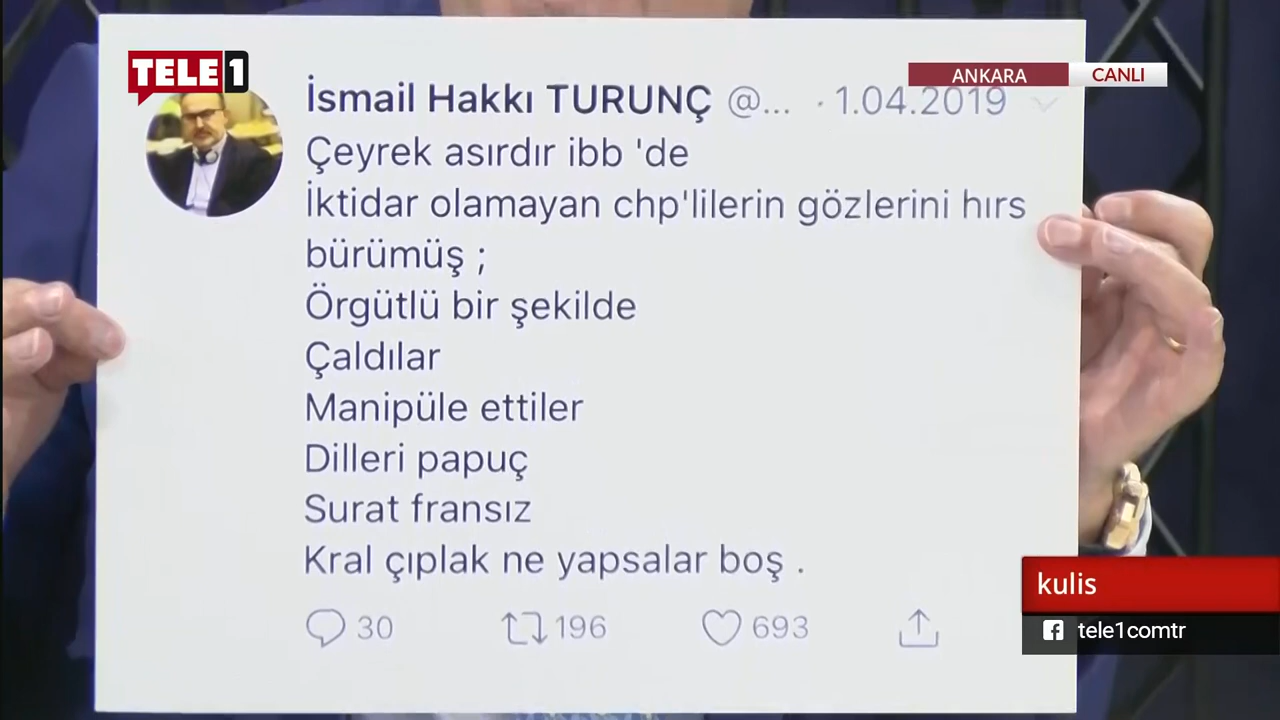 TELE1
ANKARA CANLI
İsmail Hakkı TURUNÇ @... · 1.04.2019
Çeyrek asırdır ibb 'de
İktidar olamayan chp'lilerin gözlerini hırs
bürümüş ;
Örgütlü bir şekilde
Çaldılar
Manipüle ettiler
Dilleri papuç
Surat fransız
Kral çıplak ne yapsalar boş .
30 196 693
kulis
tele1comtr